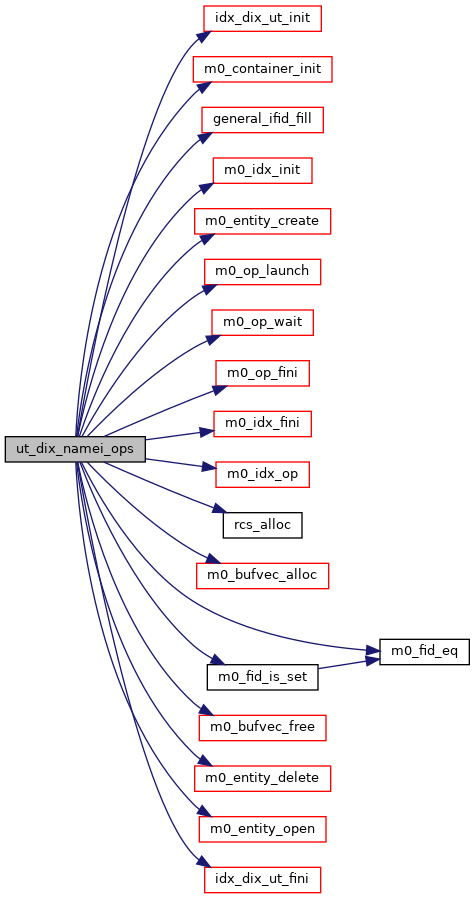 idx_dix_ut_init
m0_container_init
general_ifid_fill
m0_idx_init
m0_entity_create
m0_op_launch
m0_op_wait
m0_op_fini
m0_idx_fini
ut_dix_namei_ops
m0_idx_op
rcs_alloc
m0_bufvec_alloc
m0_fid_eq
m0_fid_is_set
m0_bufvec_free
m0_entity_delete
m0_entity_open
idx_dix_ut_fini